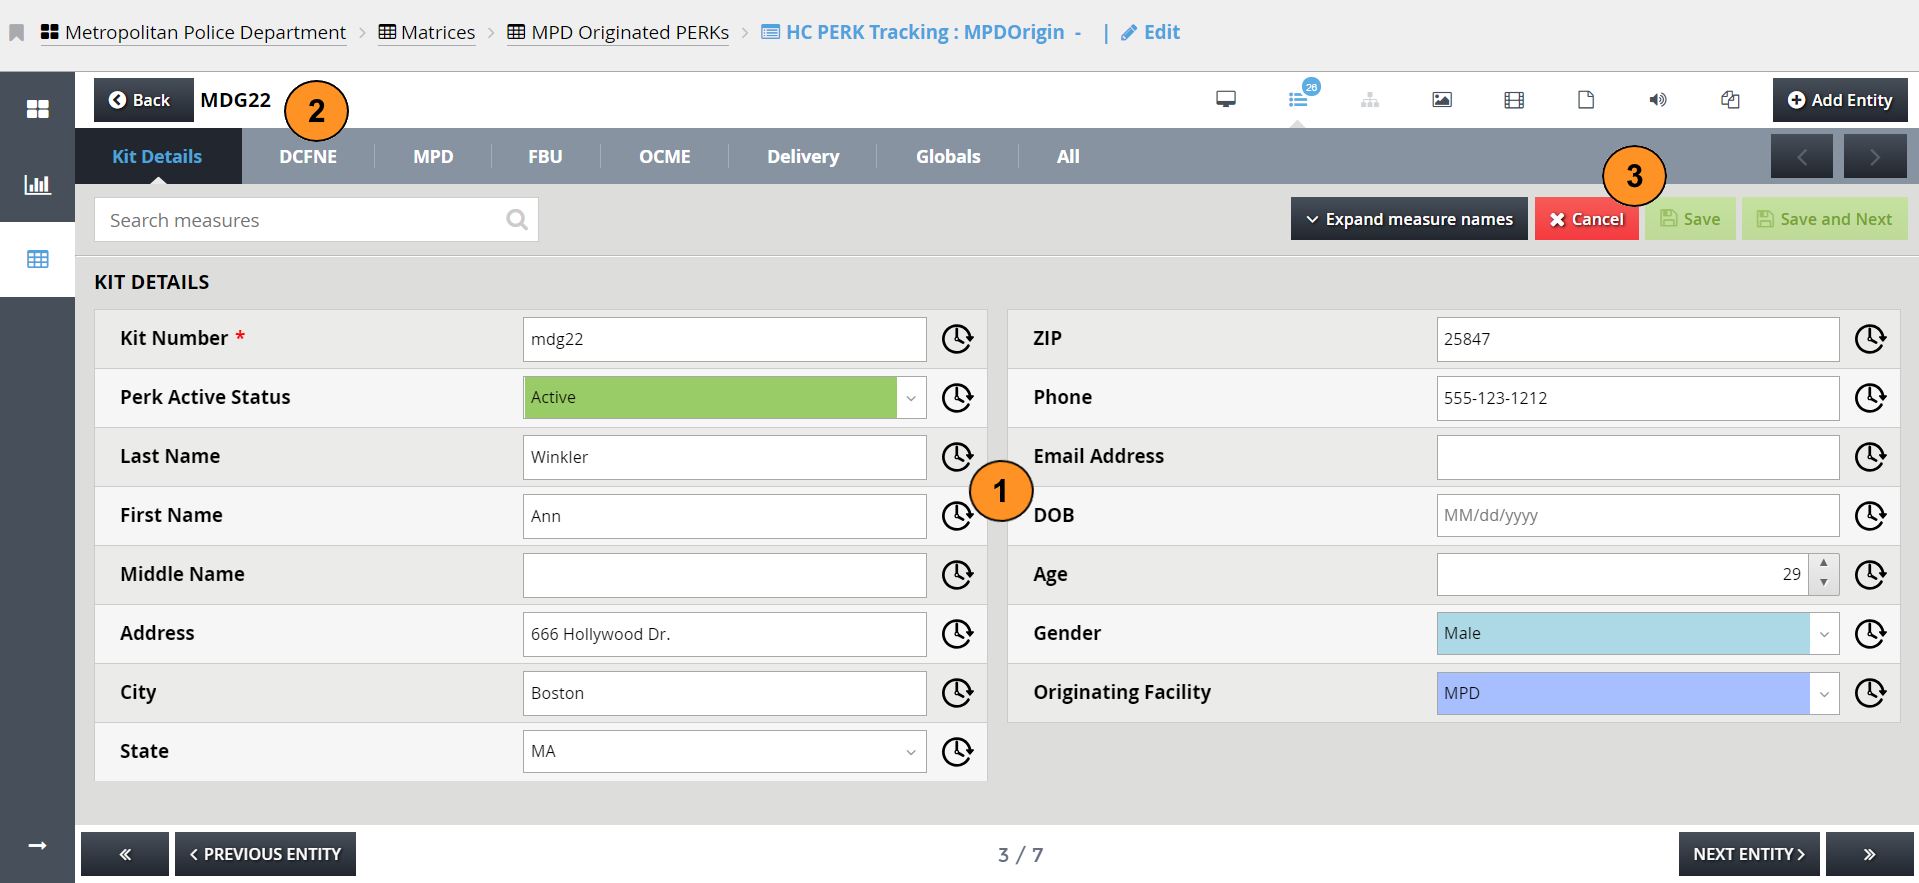 Metropolitan Police Department > Matrices > MPD Originated PERKs > HC PERK Tracking : MPDOrigin - | Edit
Back MDG22 2 26 Add Entity
Kit Details DCFNE MPD FBU OCME Delivery Globals All
3
Search measures Expand measure names Cancel Save Save and Next
KIT DETAILS
Kit Number * mdg22
Perk Active Status Active
Last Name Winkler
First Name Ann
Middle Name
Address 666 Hollywood Dr.
City Boston
State MA
1
ZIP 25847
Phone 555-123-1212
Email Address
DOB MM/dd/yyyy
Age 29
Gender Male
Originating Facility MPD
« < PREVIOUS ENTITY 3 / 7 NEXT ENTITY > »